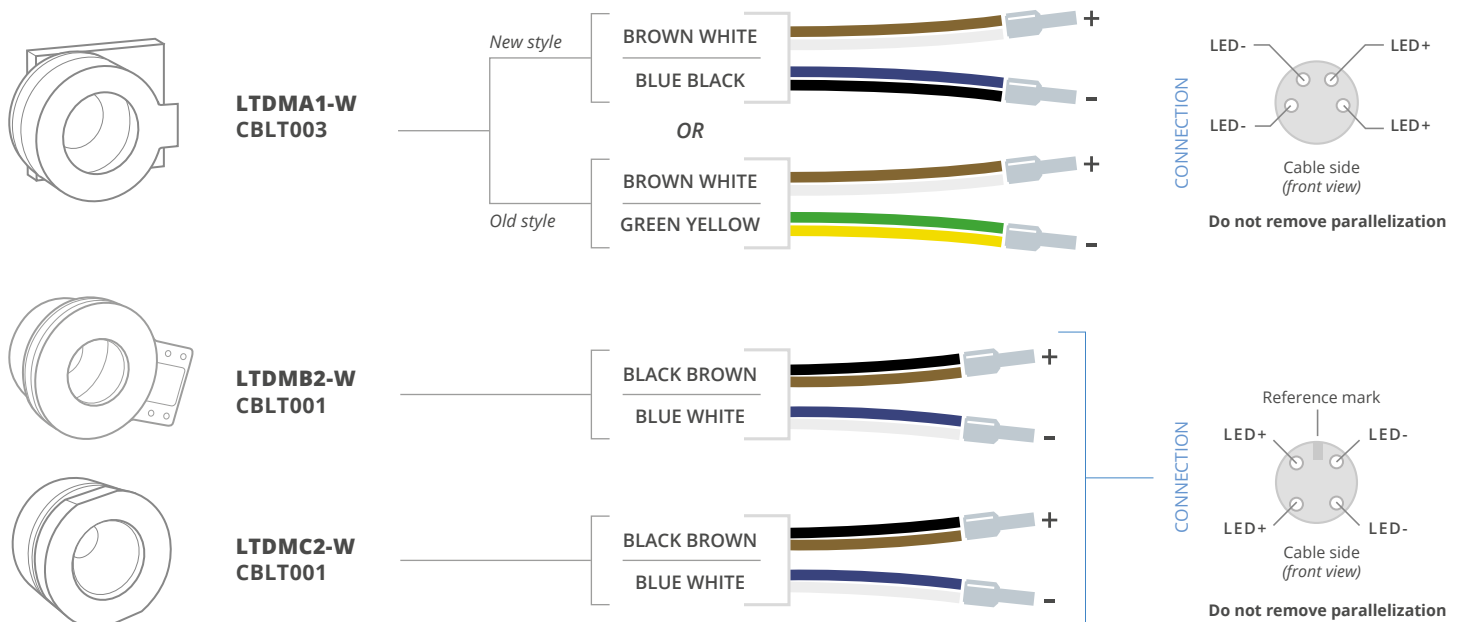 New style
BROWN WHITE
+
BLUE BLACK
-
LTDMA1-W
CBLT003
OR
Old style
BROWN WHITE
+
GREEN YELLOW
-
CONNECTION
LED-
LED+
LED-
LED+
Cable side
(front view)
Do not remove parallelization
LTDMB2-W
CBLT001
BLACK BROWN
+
BLUE WHITE
-
LTDMC2-W
CBLT001
BLACK BROWN
+
BLUE WHITE
-
CONNECTION
Reference mark
LED+
LED-
LED+
LED-
Cable side
(front view)
Do not remove parallelization